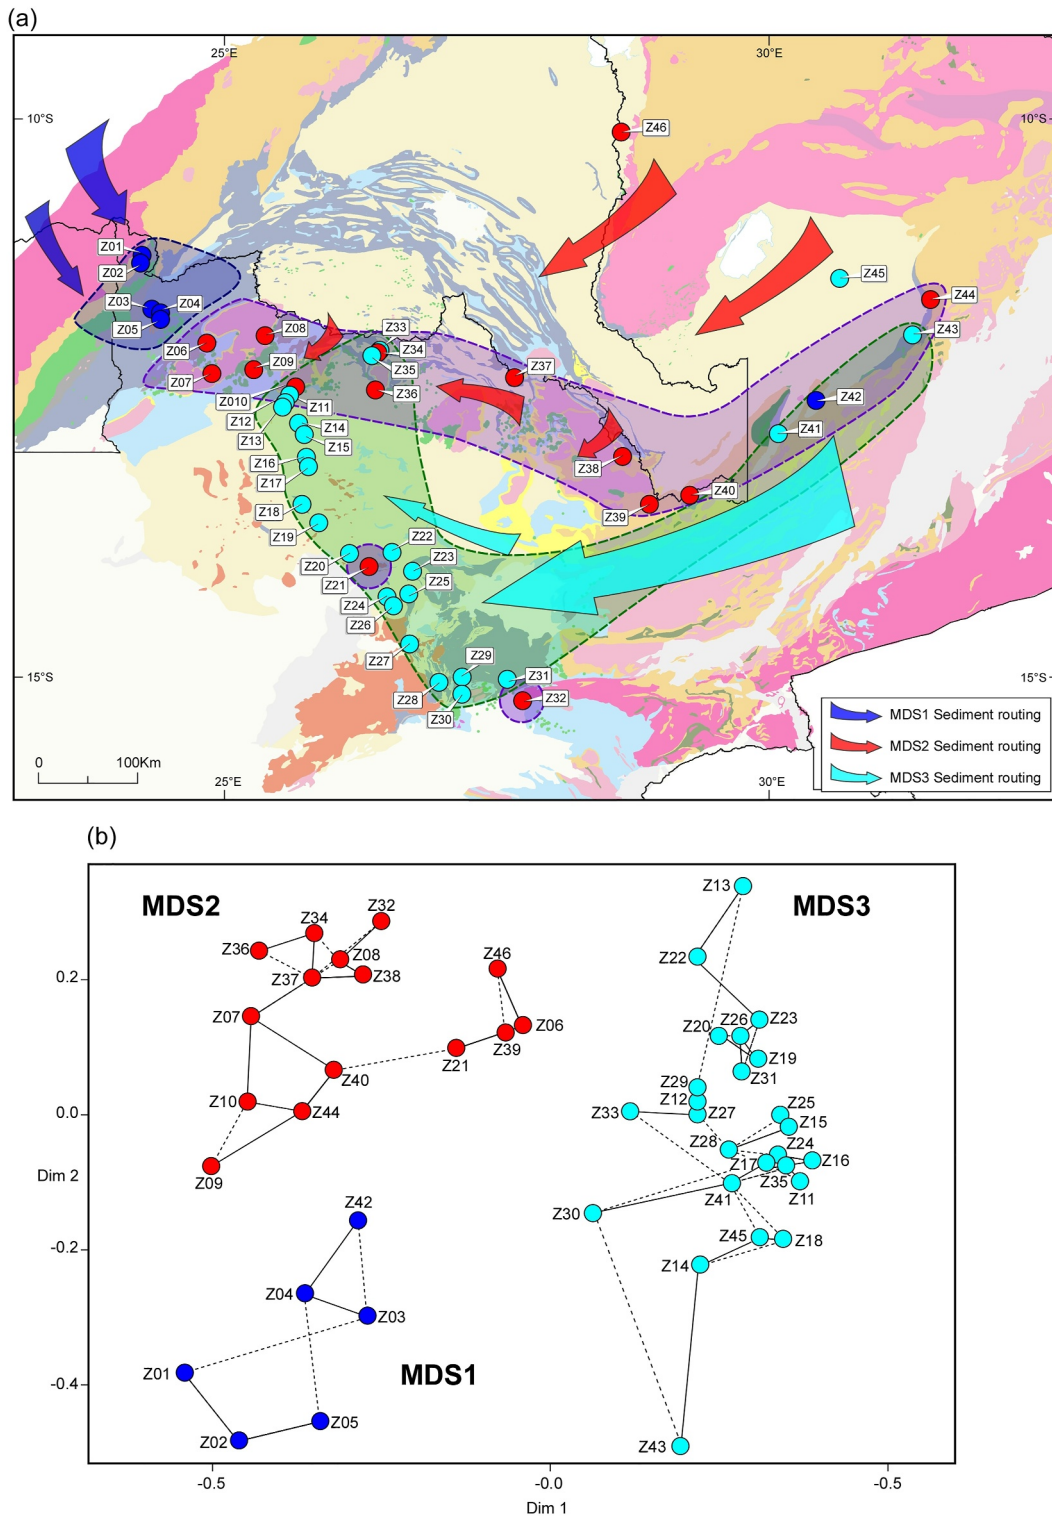 (a)
25°E
30°E
10°S
10°S
Z46
Z01
Z02
Z45
Z03
Z04
Z05
Z44
Z08
Z33
Z43
Z06
Z34
Z09
Z35
Z37
Z07
Z36
Z42
Z010
Z11
Z12
Z14
Z41
Z13
Z15
Z16
Z38
Z17
Z40
Z18
Z39
Z19
Z22
Z20
Z23
Z21
Z25
Z24
Z26
Z29
Z27
Z31
Z28
Z32
Z30
15°S
15°S
MDS1 Sediment routing
MDS2 Sediment routing
MDS3 Sediment routing
0
100Km
25°E
30°E
(b)
MDS2
MDS3
Z13
Z32
Z34
Z36
Z08
Z46
Z22
Z37
Z38
0.2
Z07
Z20
Z26
Z23
Z06
Z39
Z21
Z19
Z40
Z31
Z29
Z10
Z12
Z25
0.0
Z44
Z33
Z27
Z15
Z28
Z24
Z09
Z17
Z16
Dim 2
Z35
Z41
Z11
Z42
Z30
-0.2
Z45
Z18
Z14
Z04
Z03
Z01
MDS1
-0.4
Z05
Z02
Z43
-0.5
-0.0
-0.5
Dim 1